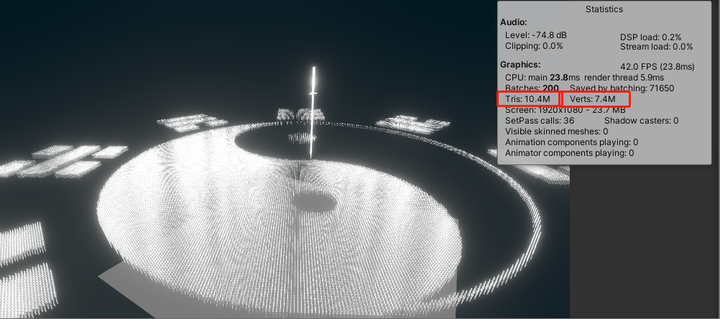 Statistics
Audio:
Level: -74.8 dB DSP load: 0.2%
Clipping: 0.0% Stream load: 0.0%
Graphics: 42.0 FPS (23.8ms)
CPU: main 23.8ms render thread 5.9ms
Batches: 200 Saved by batching: 71650
Tris: 10.4M Verts: 7.4M
Screen: 1920x1080 - 23.7 MB
SetPass calls: 36 Shadow casters: 0
Visible skinned meshes: 0
Animation components playing: 0
Animator components playing: 0